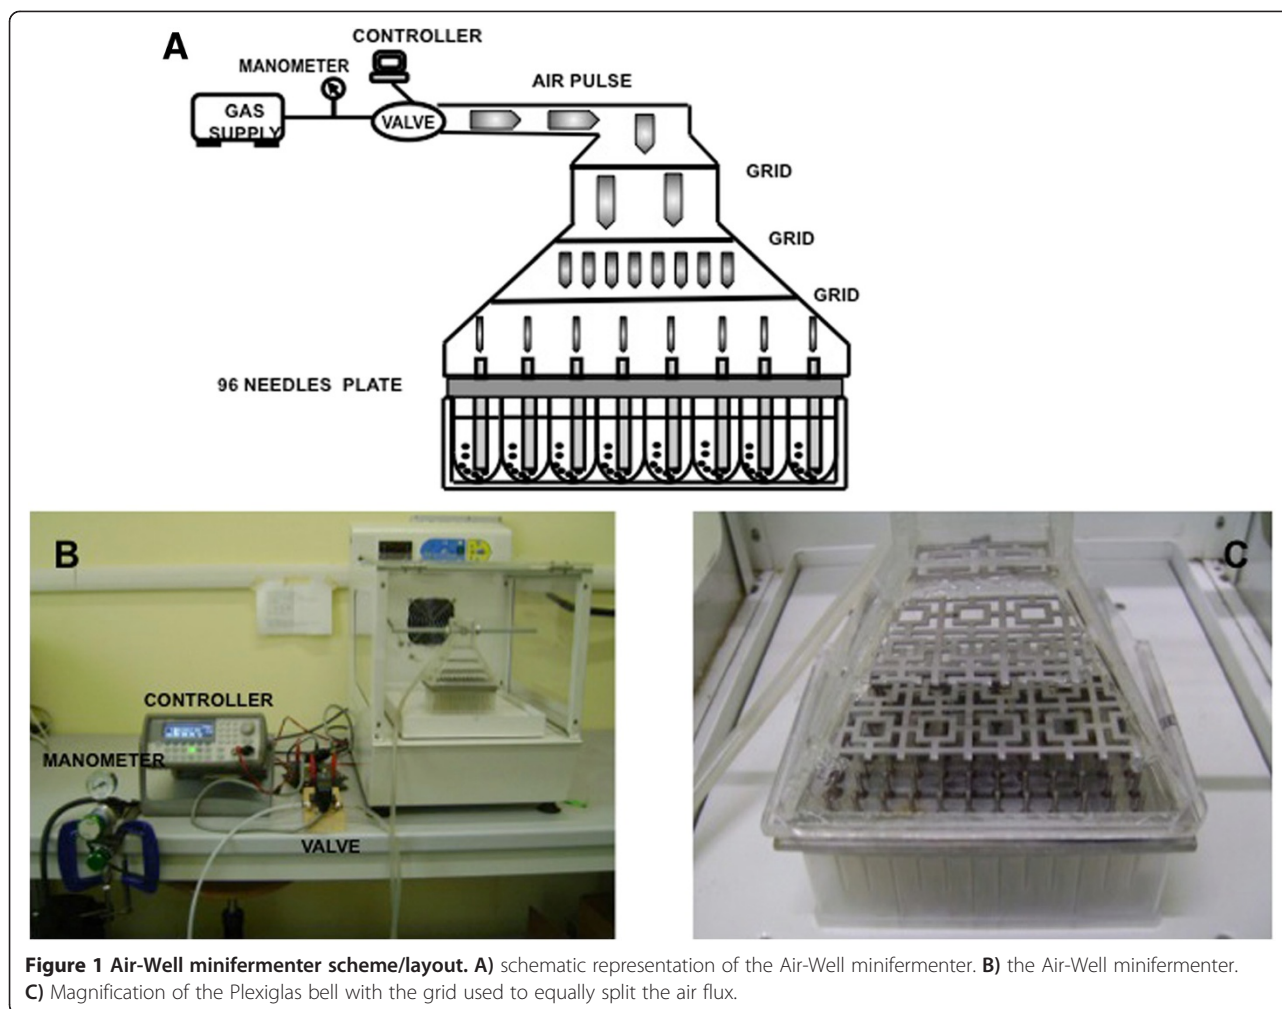 A
CONTROLLER
MANOMETER
AIR PULSE
GAS
SUPPLY
VALVE
GRID
GRID
GRID
96 NEEDLES PLATE
B
C
CONTROLLER
MANOMETER
VALVE
Figure 1 Air-Well minifermenter scheme/layout. A) schematic representation of the Air-Well minifermenter. B) the Air-Well minifermenter.
C) Magnification of the Plexiglas bell with the grid used to equally split the air flux.